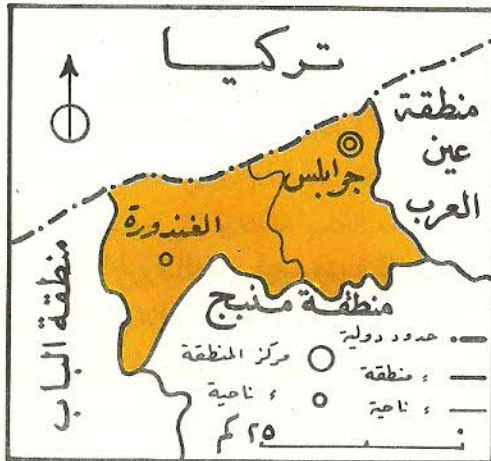 تركيا
منطقة
عين
العرب
جرابلس
الغندورة
منطقة منبج
منطقة الباب
حدود دولية
مركز المنطقة
، منطقة
، ناحية
، ناحية
٢٥ كم